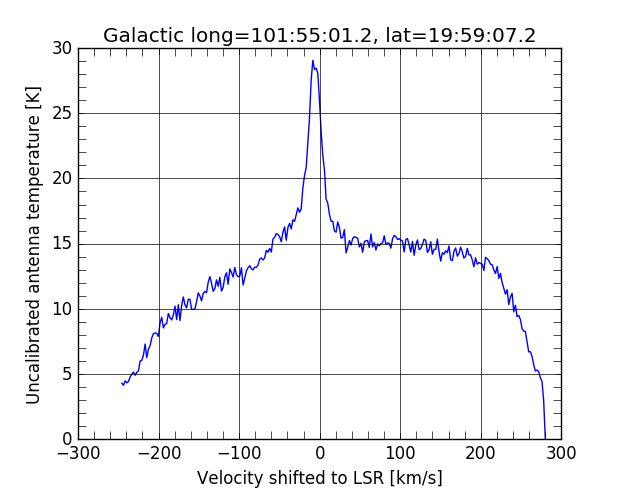 Galactic long=101:55:01.2, lat=19:59:07.2
Uncalibrated antenna temperature [K]
30
25
20
15
10
5
0
−300 −200 −100 0 100 200 300
Velocity shifted to LSR [km/s]